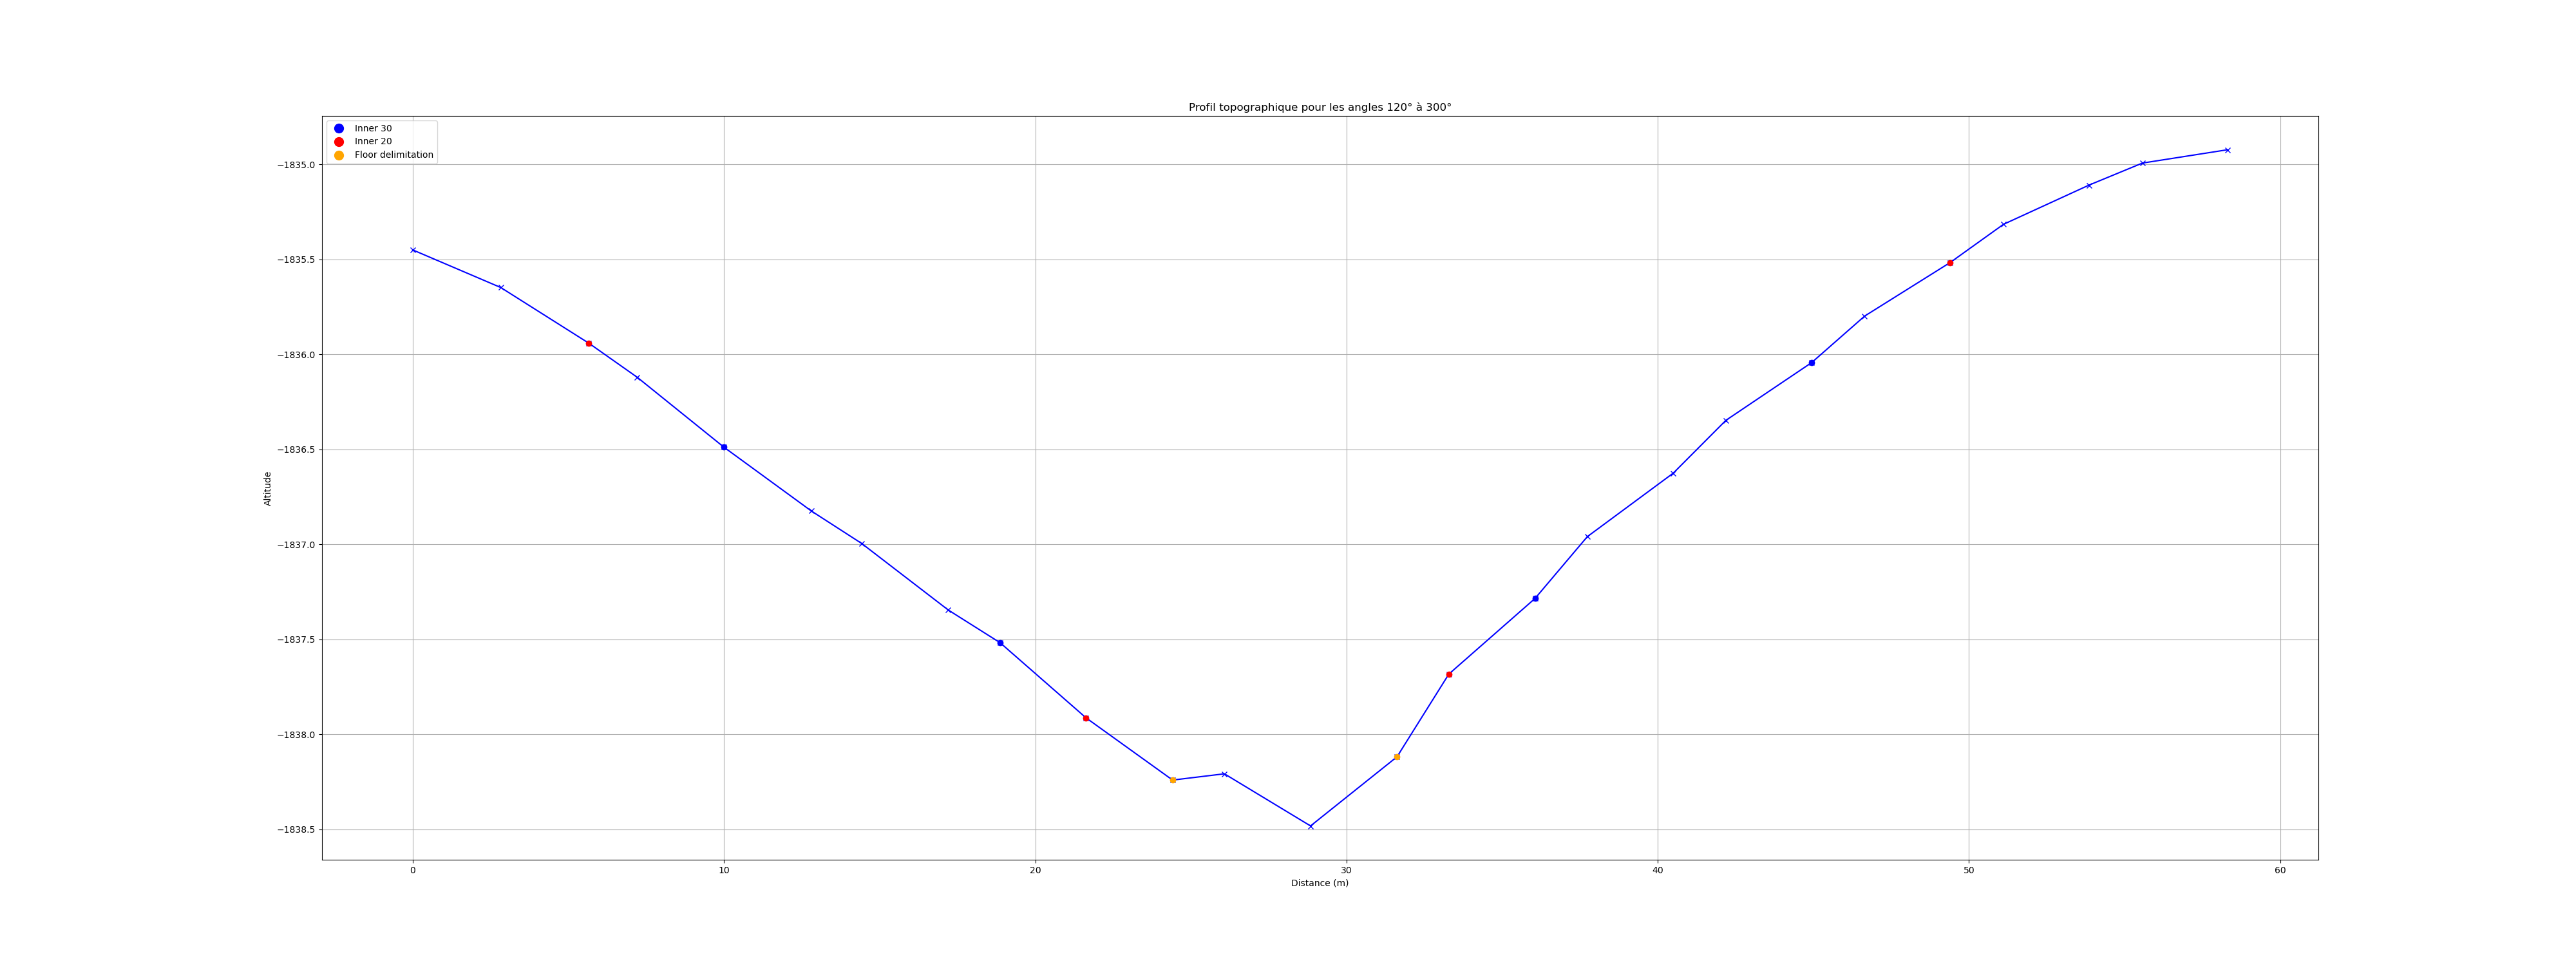 Profil topographique pour les angles 120° à 300°
Inner 30
Inner 20
Floor delimitation
−1835.0
−1835.5
−1836.0
−1836.5
−1837.0
−1837.5
−1838.0
−1838.5
Altitude
0 10 20 30 40 50 60
Distance (m)